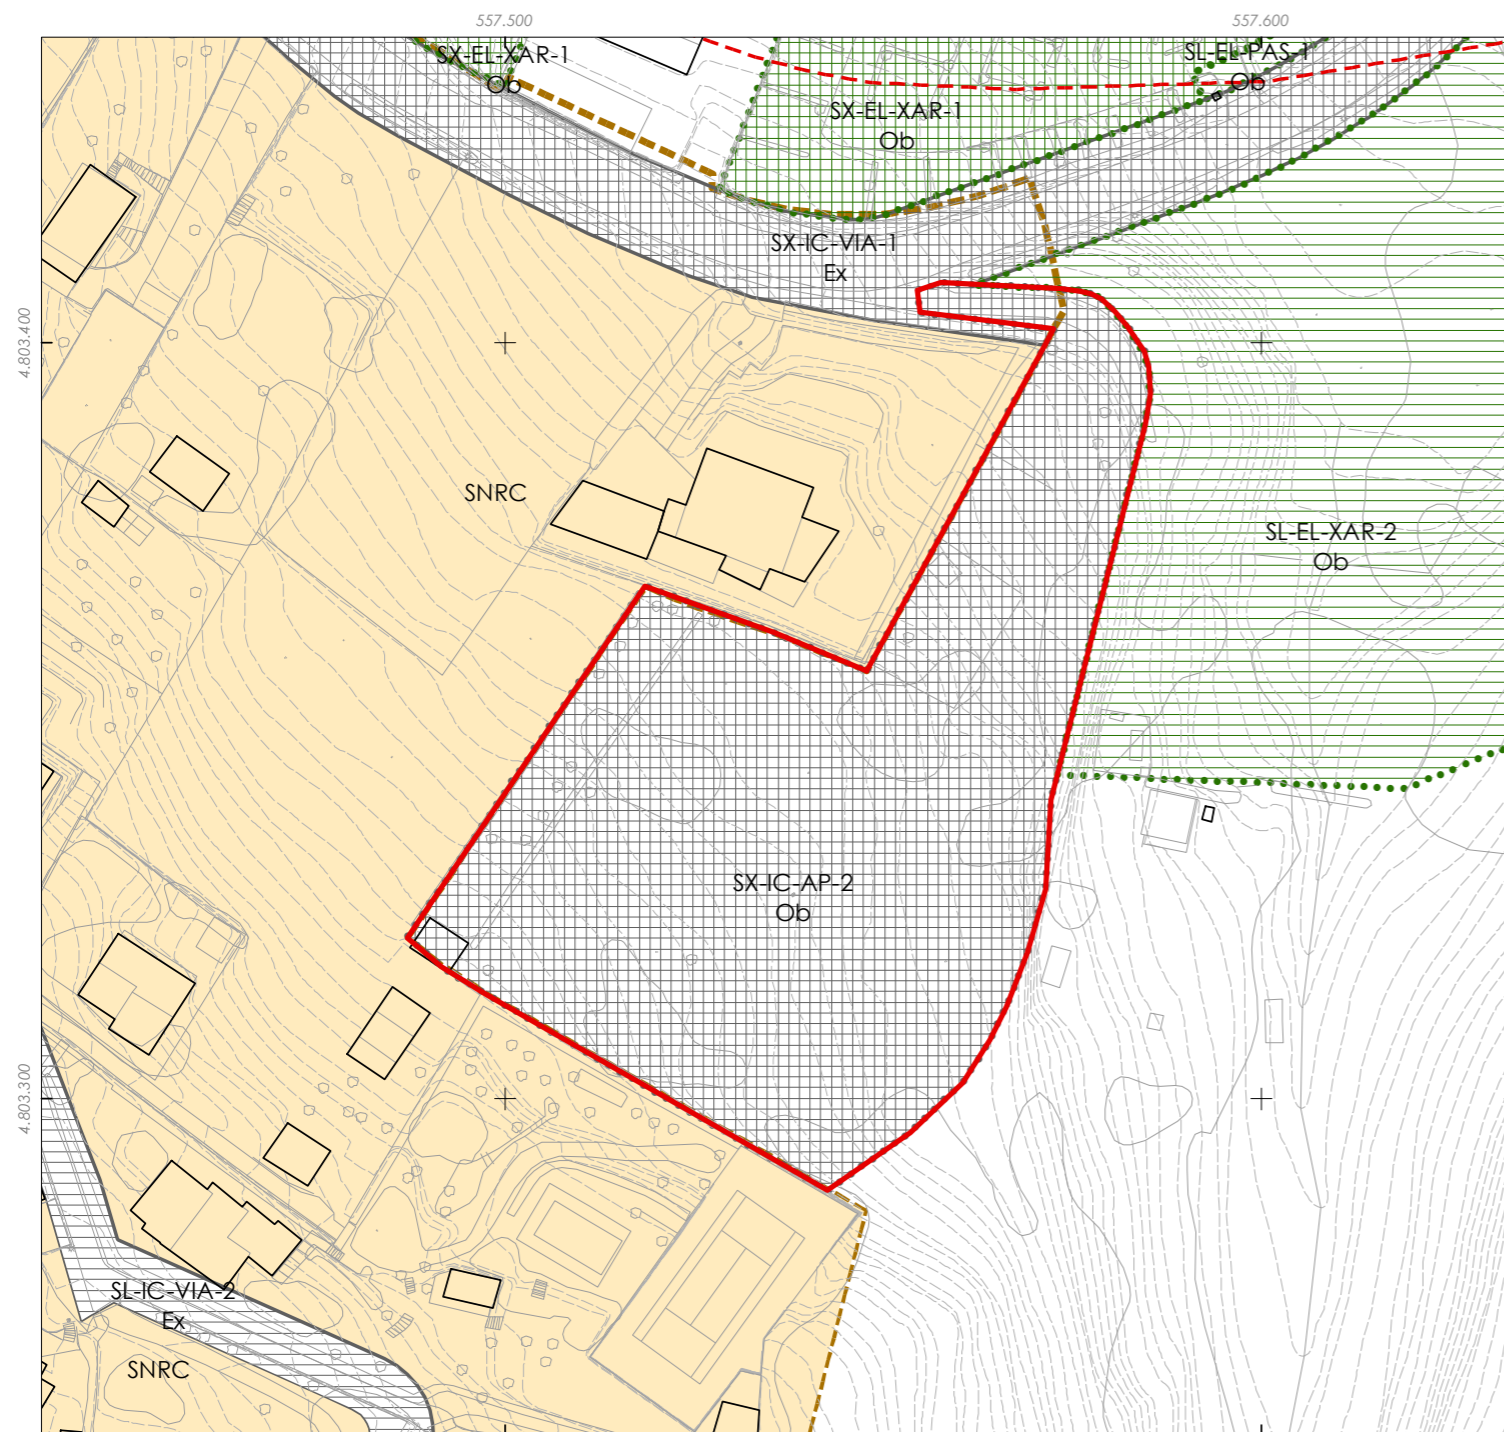 557.500
557.600
SX-EL-XAR-1
Ob
SL-EL-PAS-1
Ob
SX-EL-XAR-1
Ob
SX-IC-VIA-1
Ex
4.803.400
SNRC
SL-EL-XAR-2
Ob
SX-IC-AP-2
Ob
4.803.300
SL-IC-VIA-2
Ex
SNRC